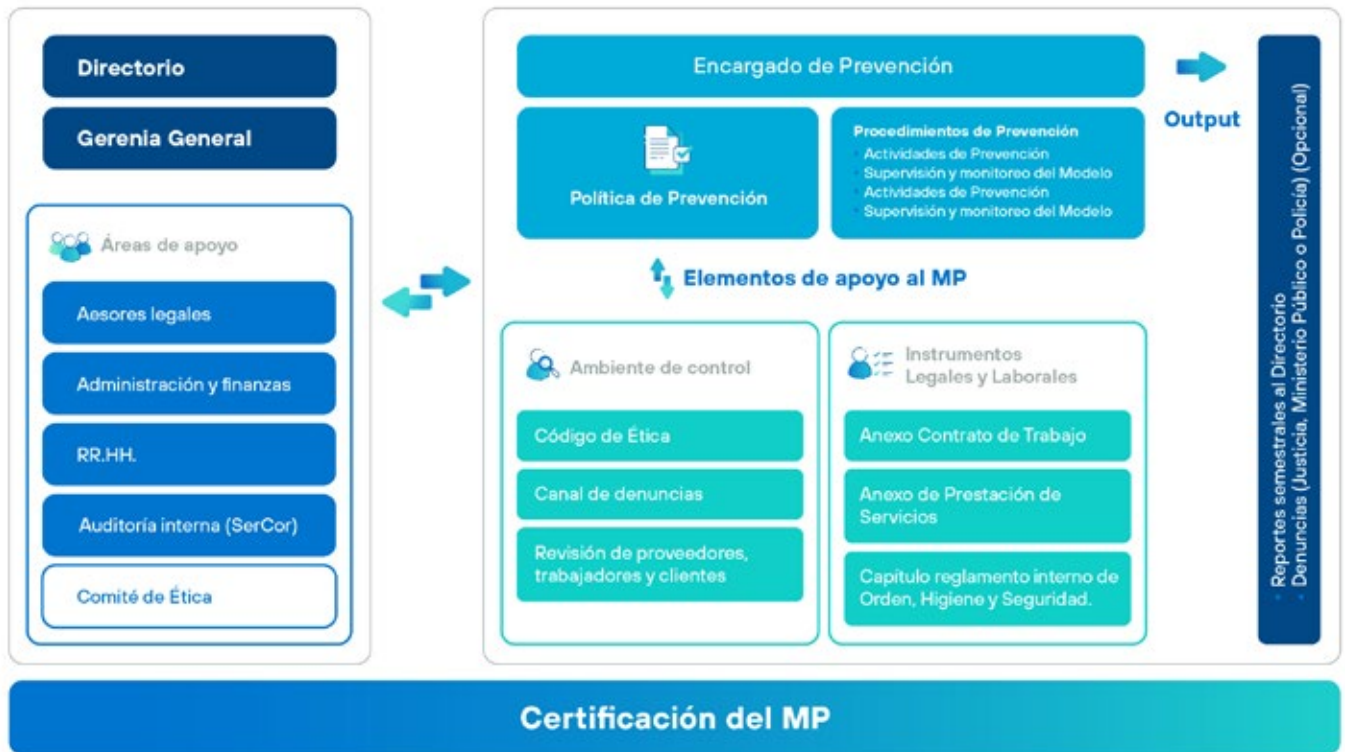 Directorio
Gerenia General
Áreas de apoyo
Aesores legales
Administración y finanzas
RR.HH.
Auditoría interna (SerCor)
Comité de Ética
Encargado de Prevención
Política de Prevención
Procedimientos de Prevención
Actividades de Prevención
Supervisión y monitoreo del Modelo
Actividades de Prevención
Supervisión y monitoreo del Modelo
Elementos de apoyo al MP
Ambiente de control
Código de Ética
Canal de denuncias
Revisión de proveedores,
trabajadores y clientes
Instrumentos
Legales y Laborales
Anexo Contrato de Trabajo
Anexo de Prestación de
Servicios
Capítulo reglamento interno de
Orden, Higiene y Seguridad.
Output
Reportes semestrales al Directorio
Denuncias (Justicia, Ministerio Público o Policía) (Opcional)
Certificación del MP